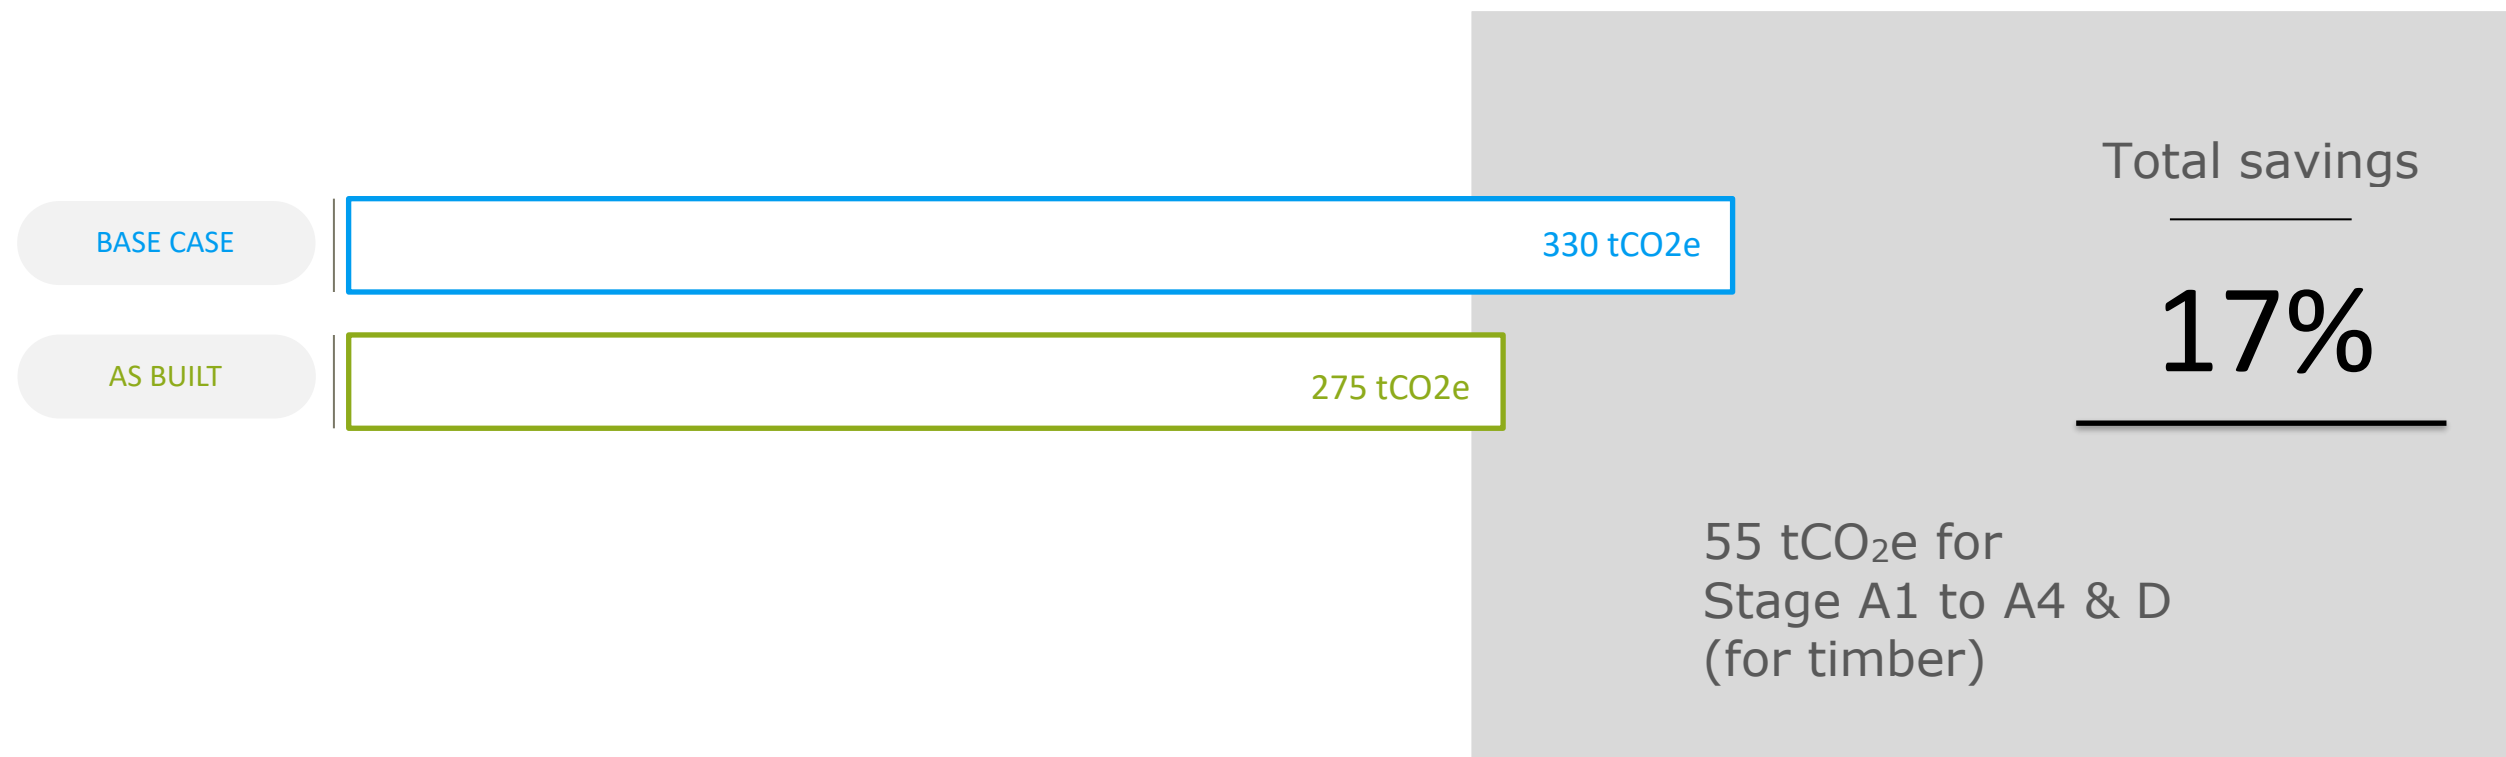 BASE CASE
330 tCO2e
AS BUILT
275 tCO2e
Total savings
17%
55 tCO₂e for
Stage A1 to A4 & D
(for timber)